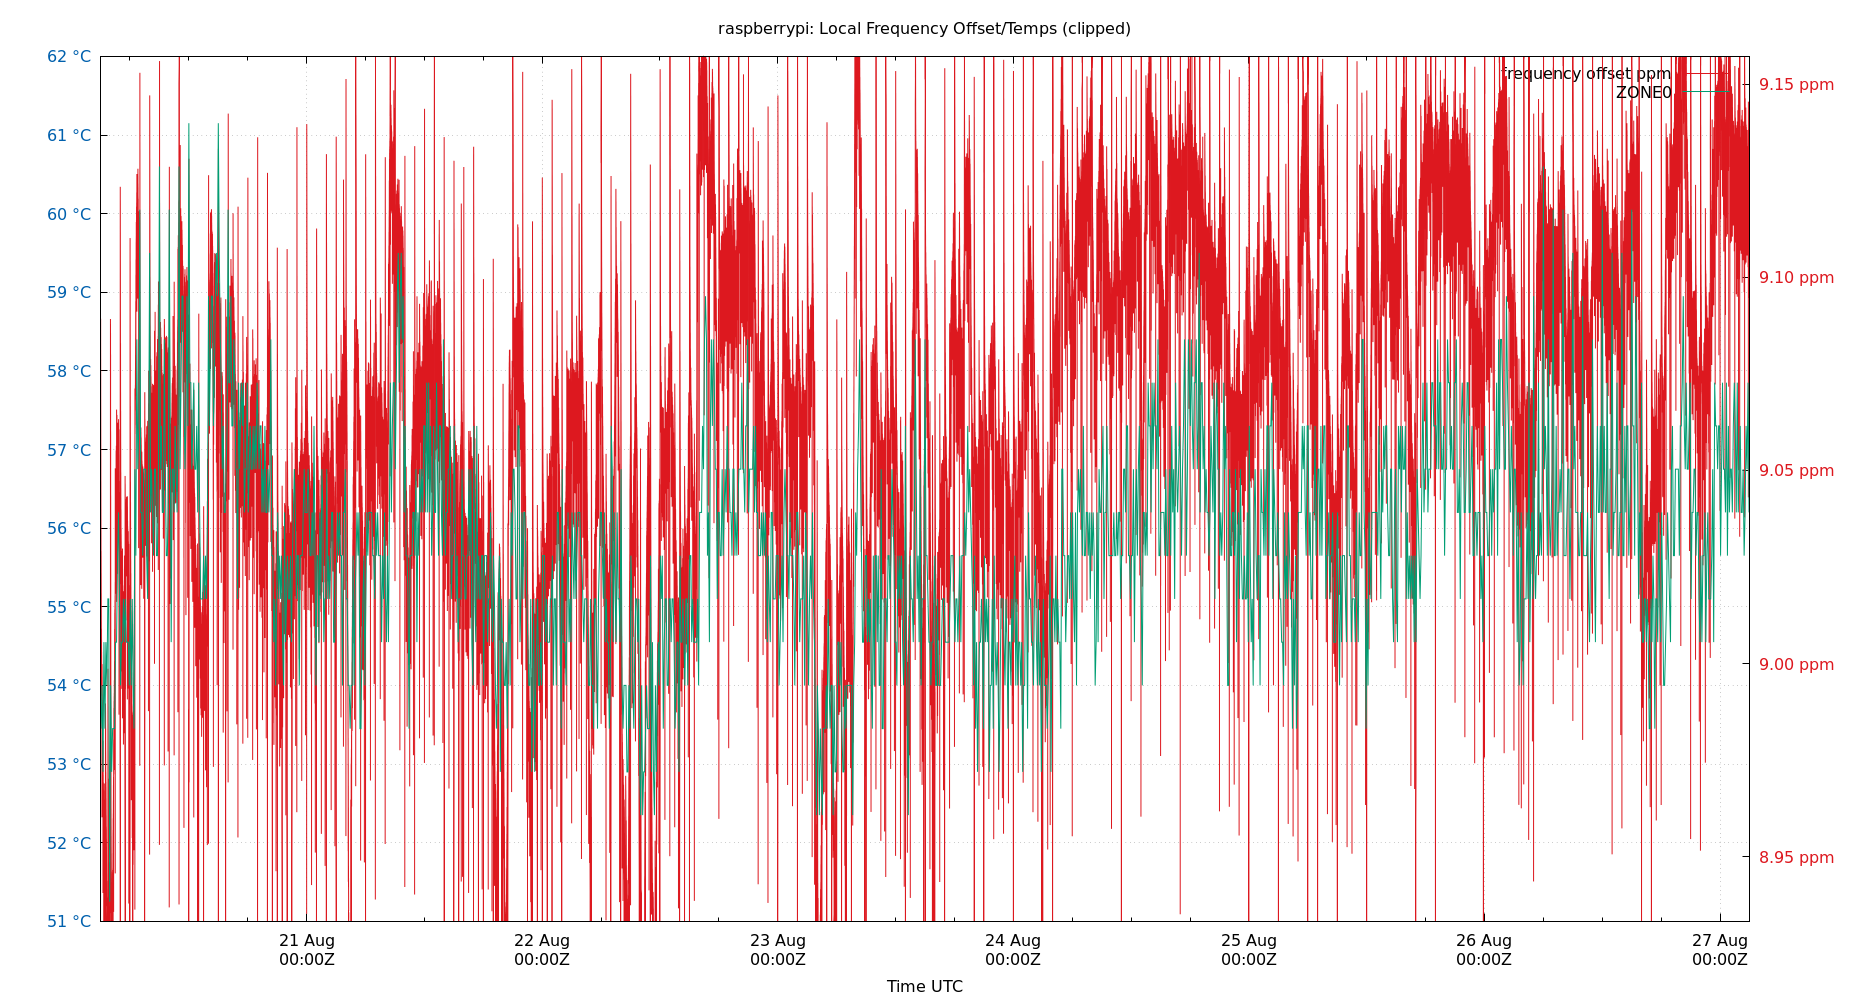 raspberrypi: Local Frequency Offset/Temps (clipped)
62 °C
61 °C
60 °C
59 °C
58 °C
57 °C
56 °C
55 °C
54 °C
53 °C
52 °C
51 °C
frequency offset ppm
ZONE0
9.15 ppm
9.10 ppm
9.05 ppm
9.00 ppm
8.95 ppm
21 Aug
00:00Z
22 Aug
00:00Z
23 Aug
00:00Z
24 Aug
00:00Z
25 Aug
00:00Z
26 Aug
00:00Z
27 Aug
00:00Z
Time UTC